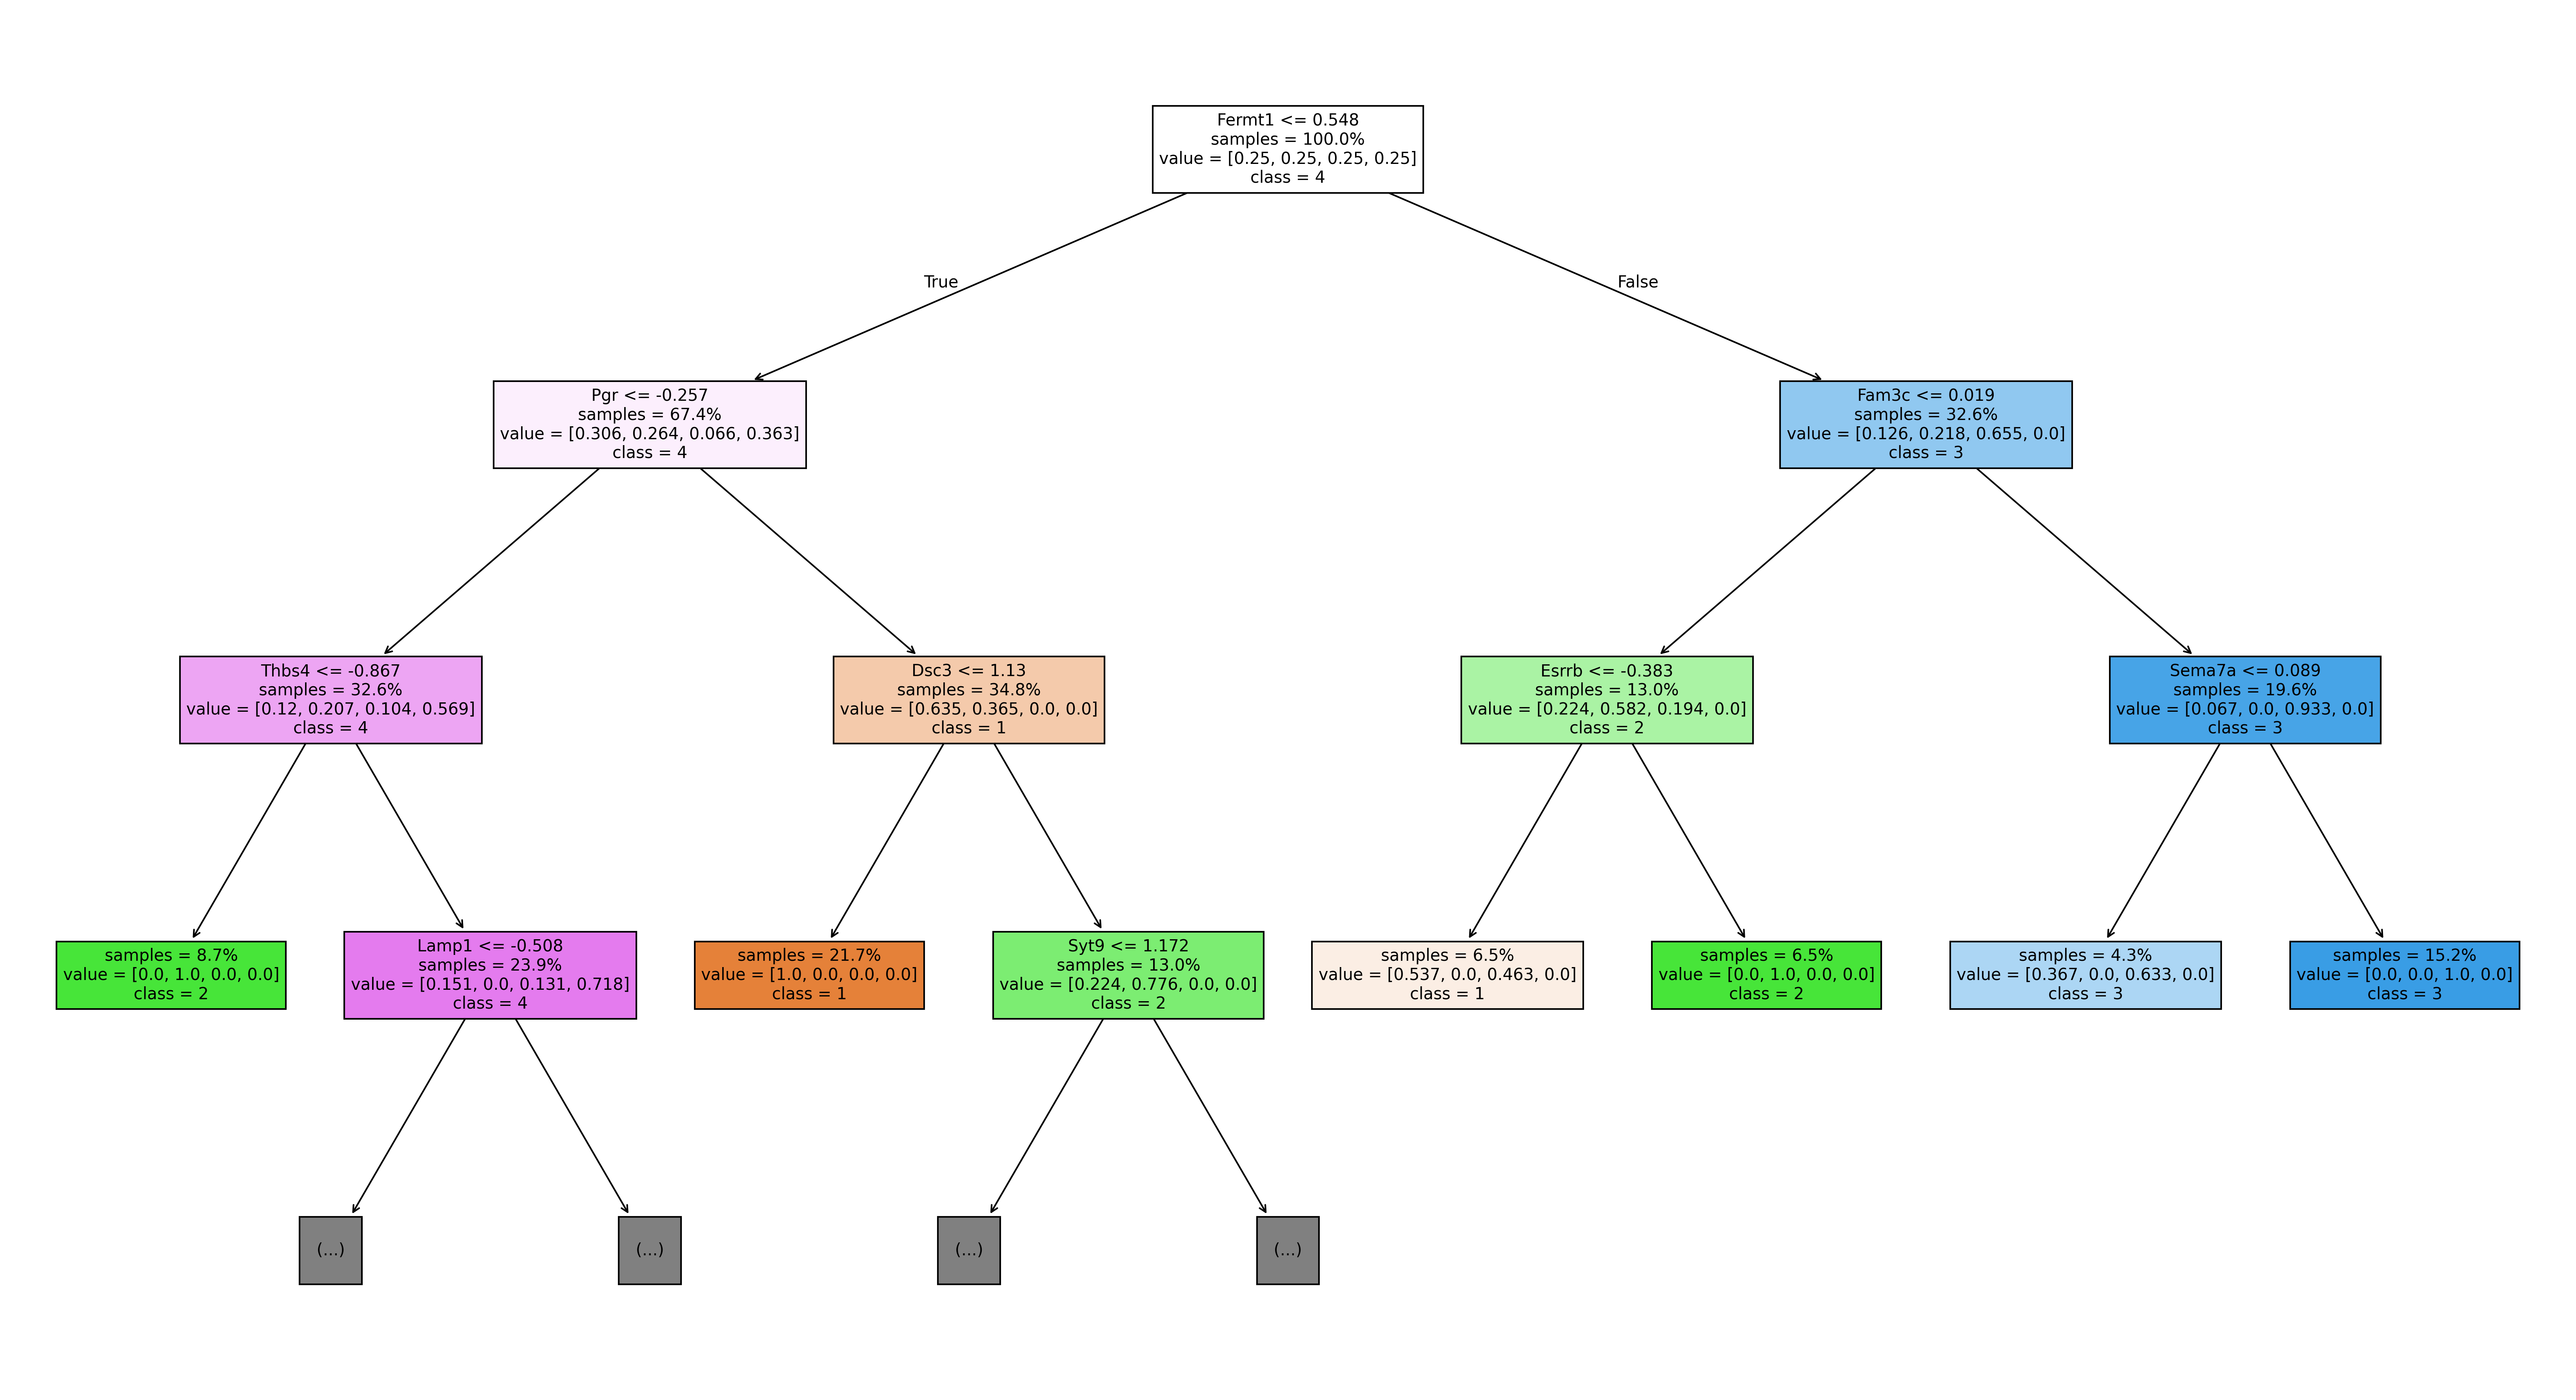 Fermt1 <= 0.548
samples = 100.0%
value = [0.25, 0.25, 0.25, 0.25]
class = 4
True
False
Pgr <= -0.257
samples = 67.4%
value = [0.306, 0.264, 0.066, 0.363]
class = 4
Fam3c <= 0.019
samples = 32.6%
value = [0.126, 0.218, 0.655, 0.0]
class = 3
Thbs4 <= -0.867
samples = 32.6%
value = [0.12, 0.207, 0.104, 0.569]
class = 4
Dsc3 <= 1.13
samples = 34.8%
value = [0.635, 0.365, 0.0, 0.0]
class = 1
Esrrb <= -0.383
samples = 13.0%
value = [0.224, 0.582, 0.194, 0.0]
class = 2
Sema7a <= 0.089
samples = 19.6%
value = [0.067, 0.0, 0.933, 0.0]
class = 3
samples = 8.7%
value = [0.0, 1.0, 0.0, 0.0]
class = 2
Lamp1 <= -0.508
samples = 23.9%
value = [0.151, 0.0, 0.131, 0.718]
class = 4
samples = 21.7%
value = [1.0, 0.0, 0.0, 0.0]
class = 1
Syt9 <= 1.172
samples = 13.0%
value = [0.224, 0.776, 0.0, 0.0]
class = 2
samples = 6.5%
value = [0.537, 0.0, 0.463, 0.0]
class = 1
samples = 6.5%
value = [0.0, 1.0, 0.0, 0.0]
class = 2
samples = 4.3%
value = [0.367, 0.0, 0.633, 0.0]
class = 3
samples = 15.2%
value = [0.0, 0.0, 1.0, 0.0]
class = 3
(...)
(...)
(...)
(...)